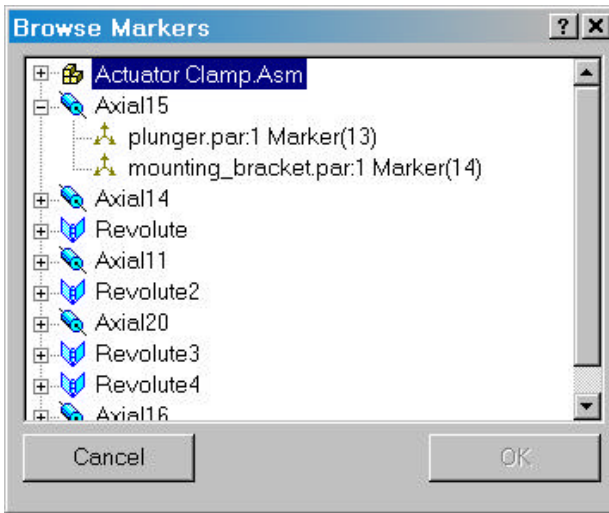 Browse Markers
Actuator Clamp.Asm
Axial15
plunger.par:1 Marker(13)
mounting_bracket.par:1 Marker(14)
Axial14
Revolute
Axial11
Revolute2
Axial20
Revolute3
Revolute4
Axial16
Cancel OK